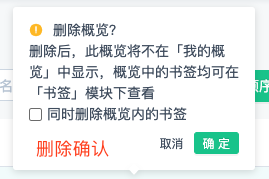 删除概览?
删除后，此概览将不在「我的概
览」中显示，概览中的书签均可在
「书签」模块下查看
同时删除概览内的书签
取消 确 定
删除确认